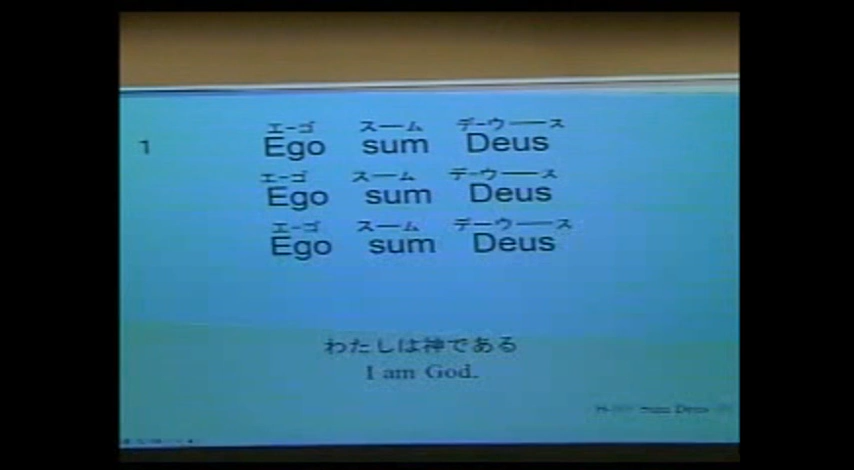 1
エーゴ スーム デーウース
Ego sum Deus
エーゴ スーム デーウース
Ego sum Deus
エーゴ スーム デーウース
Ego sum Deus
わたしは神である
I am God.
Sum Deus